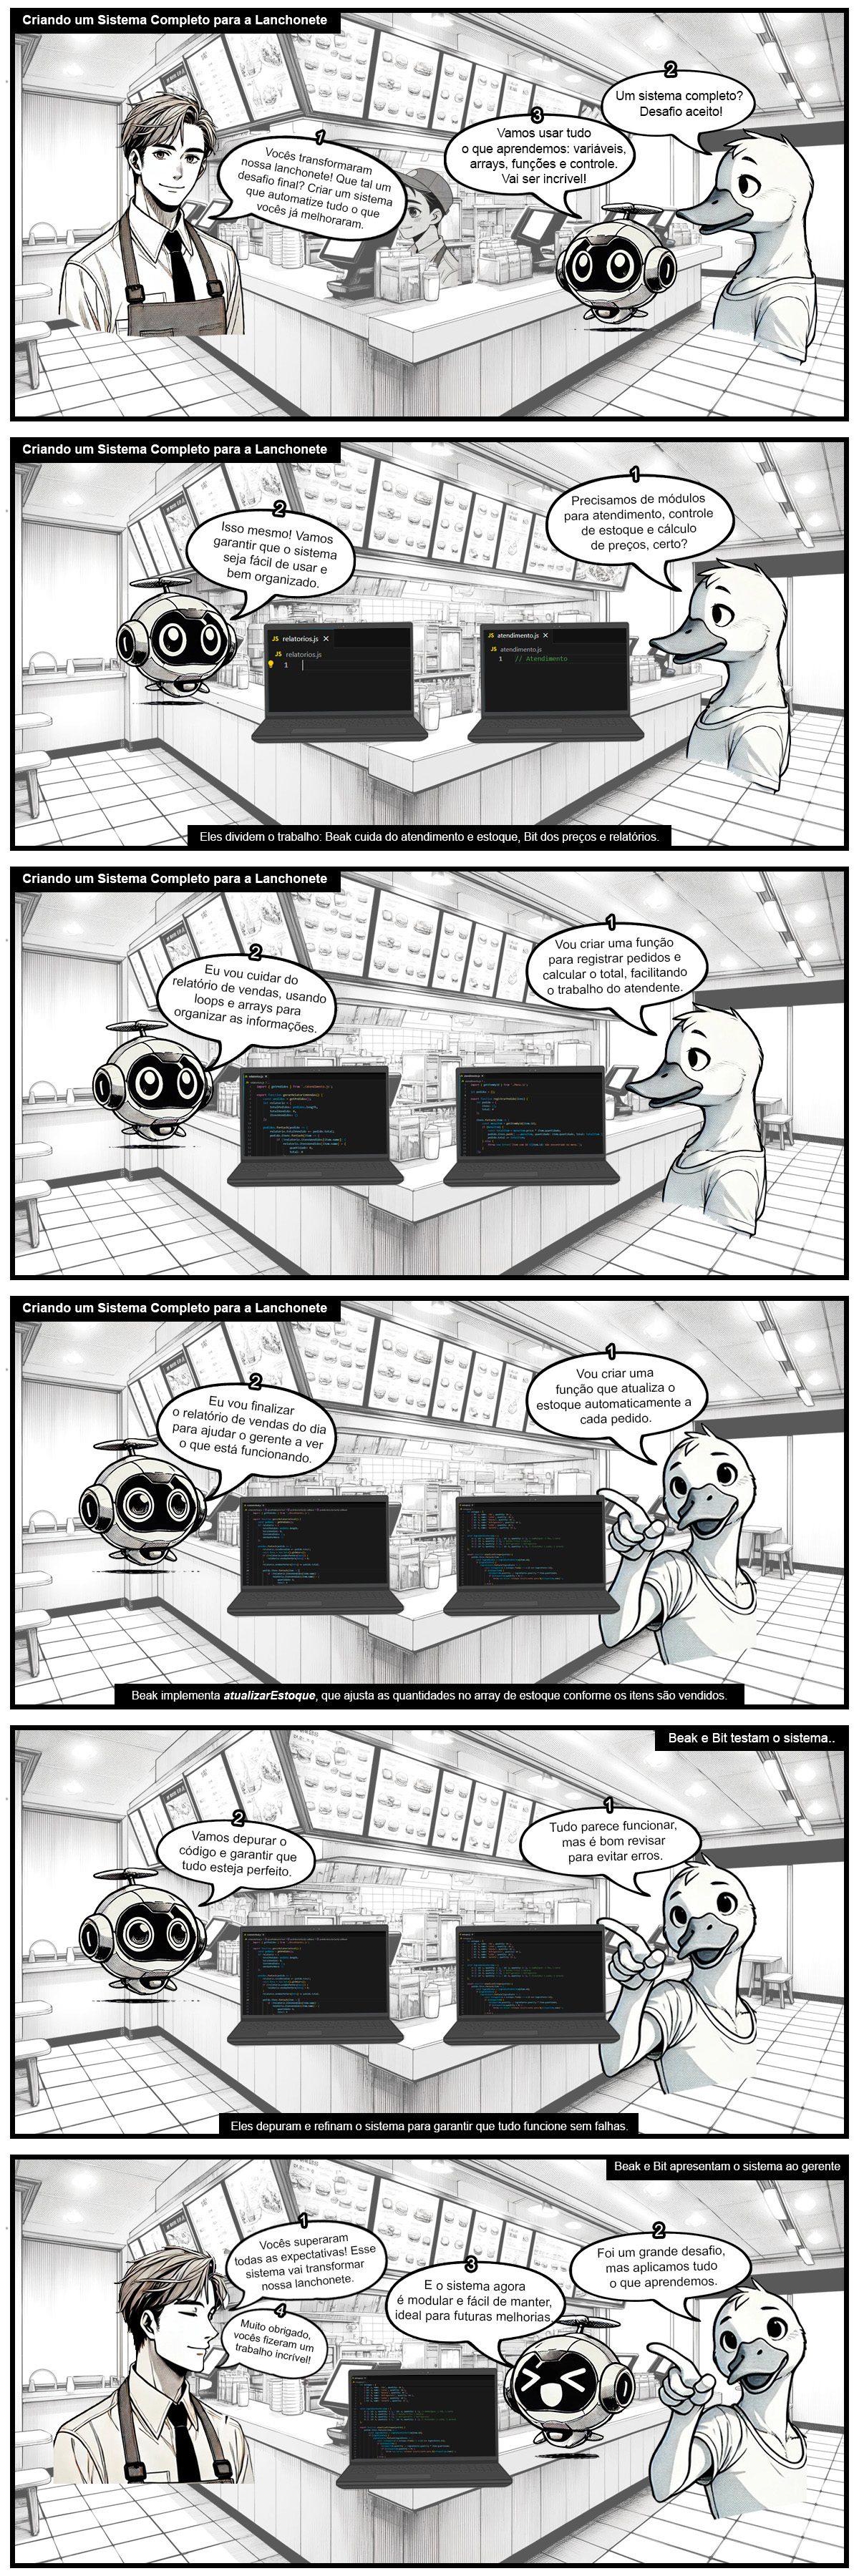 Criando um Sistema Completo para a Lanchonete
1
Vocês transformaram
nossa lanchonete! Que tal um
desafio final? Criar um sistema
que automatize tudo o que
vocês já melhoraram.
2
Um sistema completo?
Desafio aceito!
3
Vamos usar tudo
o que aprendemos: variáveis,
arrays, funções e controle.
Vai ser incrível!
Criando um Sistema Completo para a Lanchonete
1
Precisamos de módulos
para atendimento, controle
de estoque e cálculo
de preços, certo?
2
Isso mesmo! Vamos
garantir que o sistema
seja fácil de usar e
bem organizado.
JS relatorios.js ×
JS relatorios.js
1
JS atendimento.js ×
JS atendimento.js
1 // Atendimento
Eles dividem o trabalho: Beak cuida do atendimento e estoque, Bit dos preços e relatórios.
Criando um Sistema Completo para a Lanchonete
1
Vou criar uma função
para registrar pedidos e
calcular o total, facilitando
o trabalho do atendente.
2
Eu vou cuidar do
relatório de vendas, usando
loops e arrays para
organizar as informações.
Criando um Sistema Completo para a Lanchonete
1
Vou criar uma
função que atualiza o
estoque automaticamente a
cada pedido.
2
Eu vou finalizar
o relatório de vendas do dia
para ajudar o gerente a ver
o que está funcionando.
Beak implementa atualizarEstoque, que ajusta as quantidades no array de estoque conforme os itens são vendidos.
Beak e Bit testam o sistema..
1
Tudo parece funcionar,
mas é bom revisar
para evitar erros.
2
Vamos depurar o
código e garantir que
tudo esteja perfeito.
Eles depuram e refinam o sistema para garantir que tudo funcione sem falhas.
Beak e Bit apresentam o sistema ao gerente
1
Vocês superaram
todas as expectativas! Esse
sistema vai transformar
nossa lanchonete.
2
Foi um grande desafio,
mas aplicamos tudo
o que aprendemos.
3
E o sistema agora
é modular e fácil de manter,
ideal para futuras melhorias.
4
Muito obrigado,
vocês fizeram um
trabalho incrível!